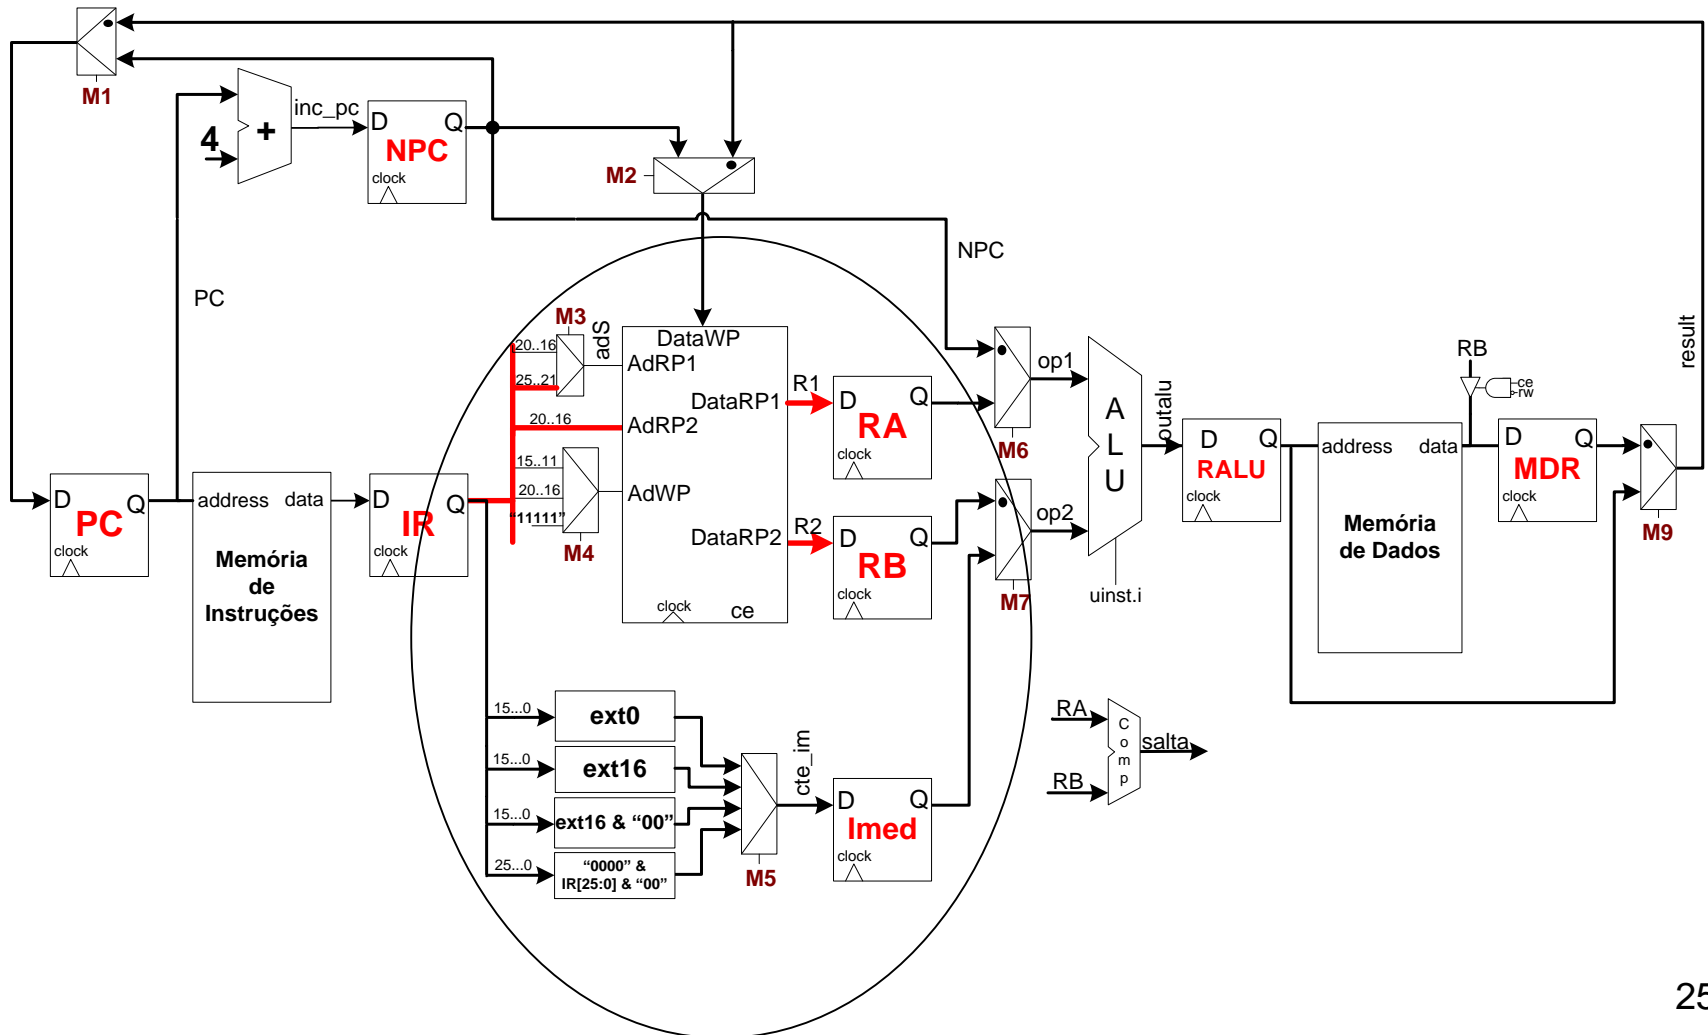 M1
4
+
inc_pc
D
Q
NPC
clock
M2
PC
NPC
result
M3
adS
20..16
25..21
20..16
15..11
20..16
"11111"
M4
DataWP
AdRP1
DataRP1
AdRP2
AdWP
DataRP2
clock
ce
R1
D
Q
RA
clock
R2
D
Q
RB
clock
M6
op1
M7
op2
A
L
U
uinst.i
outalu
D
Q
RALU
clock
RB
ce
rw
address
data
Memória
de Dados
D
Q
MDR
clock
M9
D
Q
PC
clock
address
data
Memória
de
Instruções
D
Q
IR
clock
15...0
ext0
15...0
ext16
15...0
ext16 & “00”
25...0
“0000” &
IR[25:0] & “00”
M5
cte_im
D
Q
Imed
clock
RA
RB
C
o
m
p
salta
25